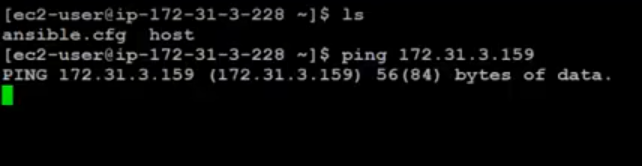 [ec2-user@ip-172-31-3-228 ~]$ ls
ansible.cfg  host
[ec2-user@ip-172-31-3-228 ~]$ ping 172.31.3.159
PING 172.31.3.159 (172.31.3.159) 56(84) bytes of data.